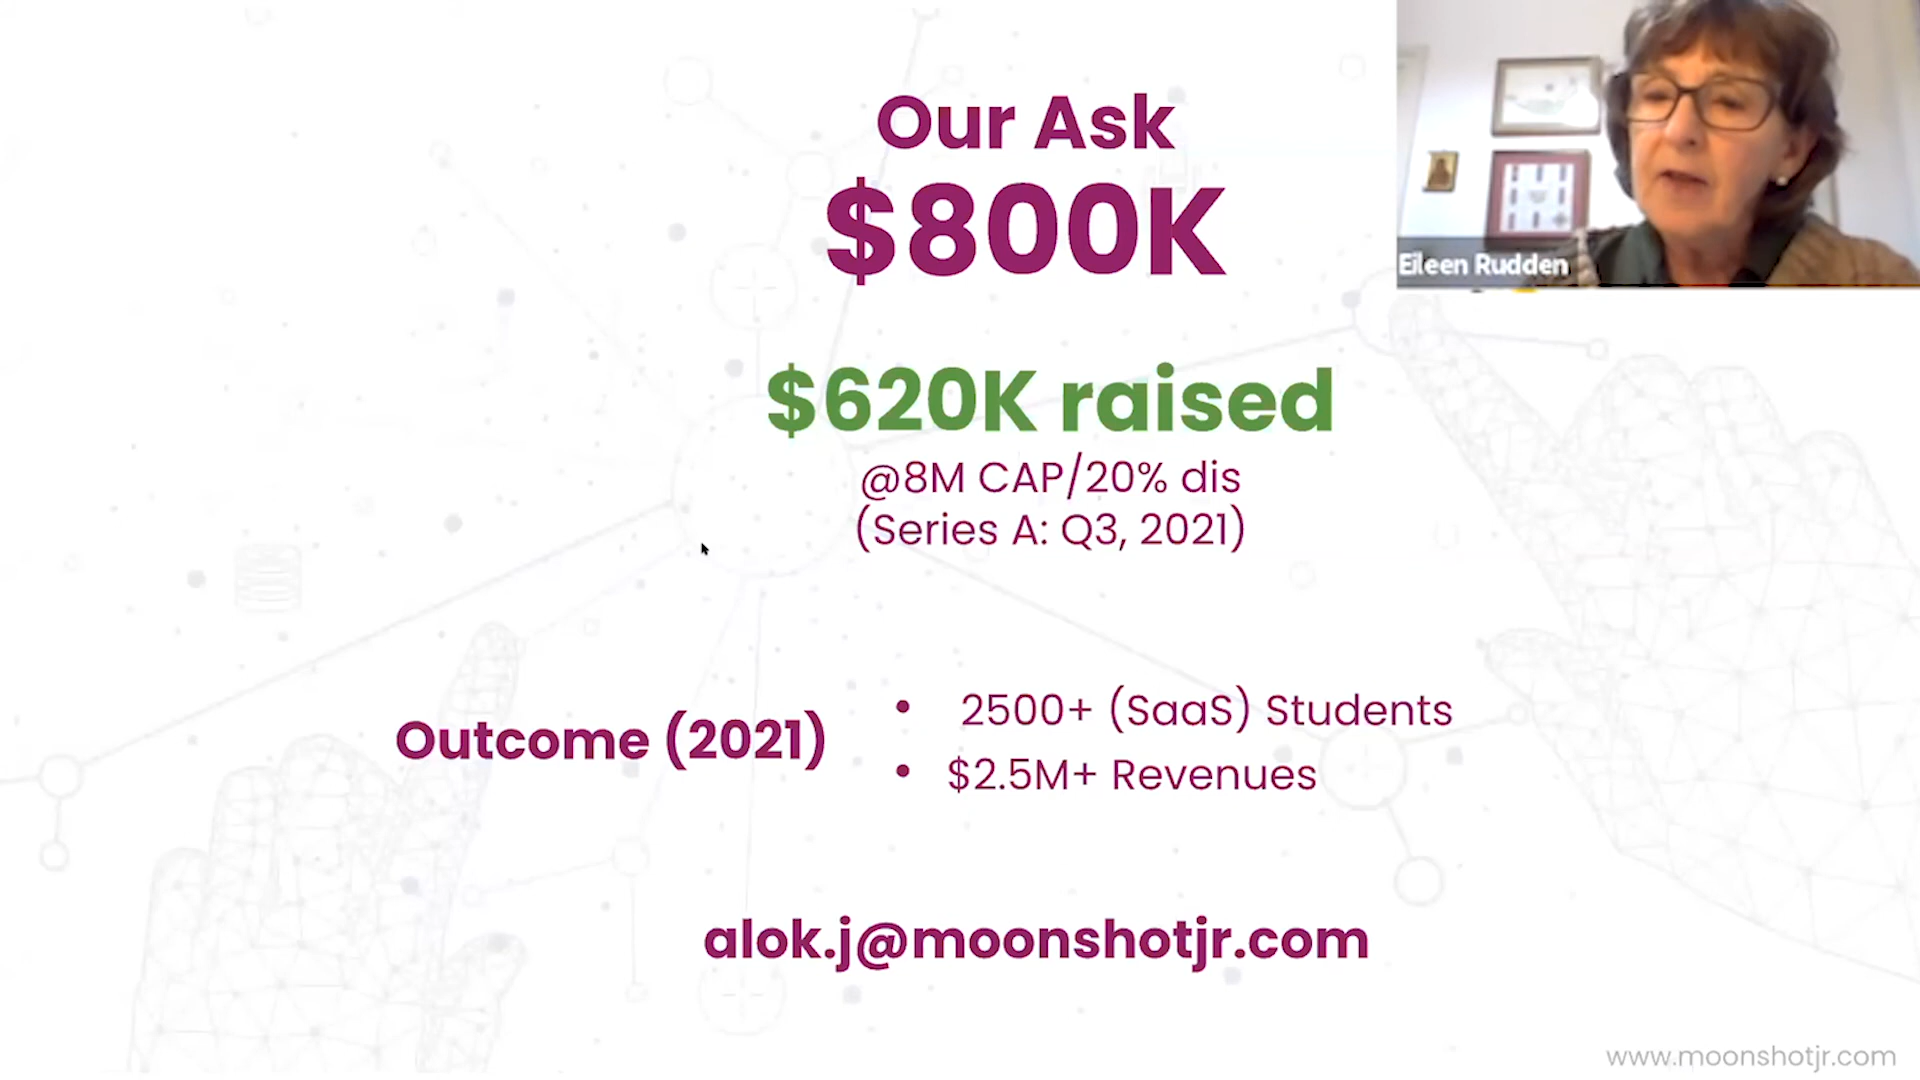 Our Ask
$800K
Eileen Rudden
$620K raised
@8M CAP/20% dis
(Series A: Q3, 2021)
Outcome (2021)
• 2500+ (SaaS) Students
• $2.5M+ Revenues
alok.j@moonshotjr.com
www.moonshotjr.com